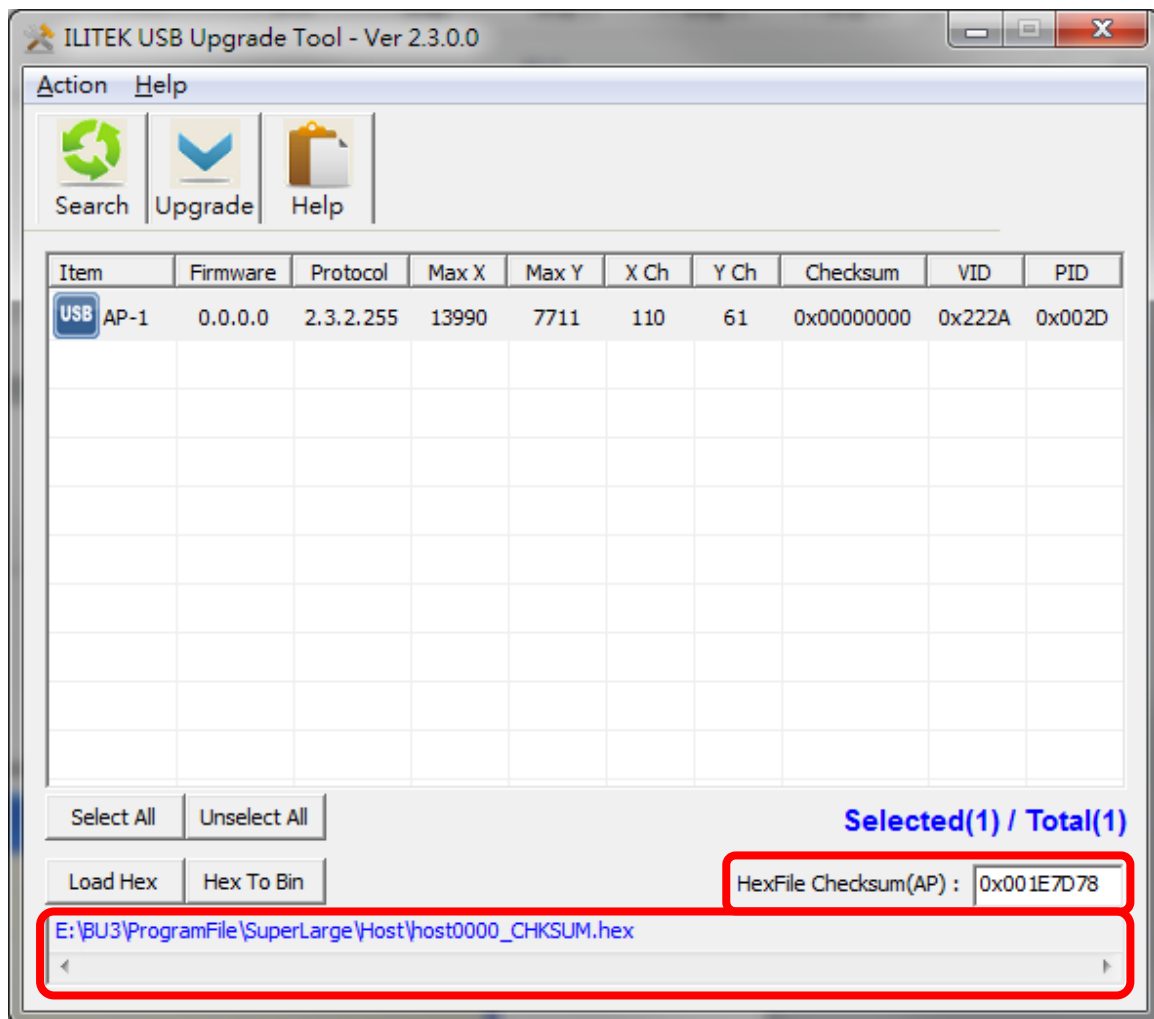 ILITEK USB Upgrade Tool - Ver 2.3.0.0
Action Help
Search Upgrade Help
Item Firmware Protocol Max X Max Y X Ch Y Ch Checksum VID PID
USB AP-1 0.0.0.0 2.3.2.255 13990 7711 110 61 0x00000000 0x222A 0x002D
Select All Unselect All Selected(1) / Total(1)
Load Hex Hex To Bin HexFile Checksum(AP) : 0x001E7D78
E:\BU3\ProgramFile\SuperLarge\Host\host0000_CHKSUM.hex